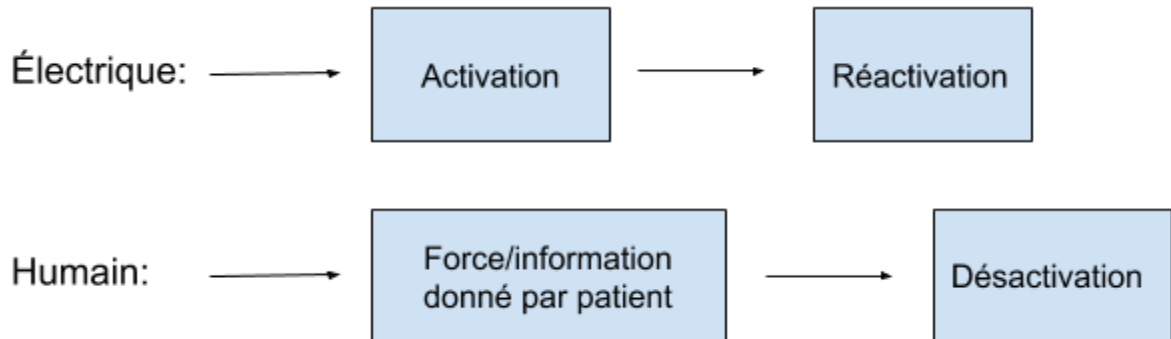 Électrique:
Activation
Réactivation
Humain:
Force/information
donné par patient
Désactivation